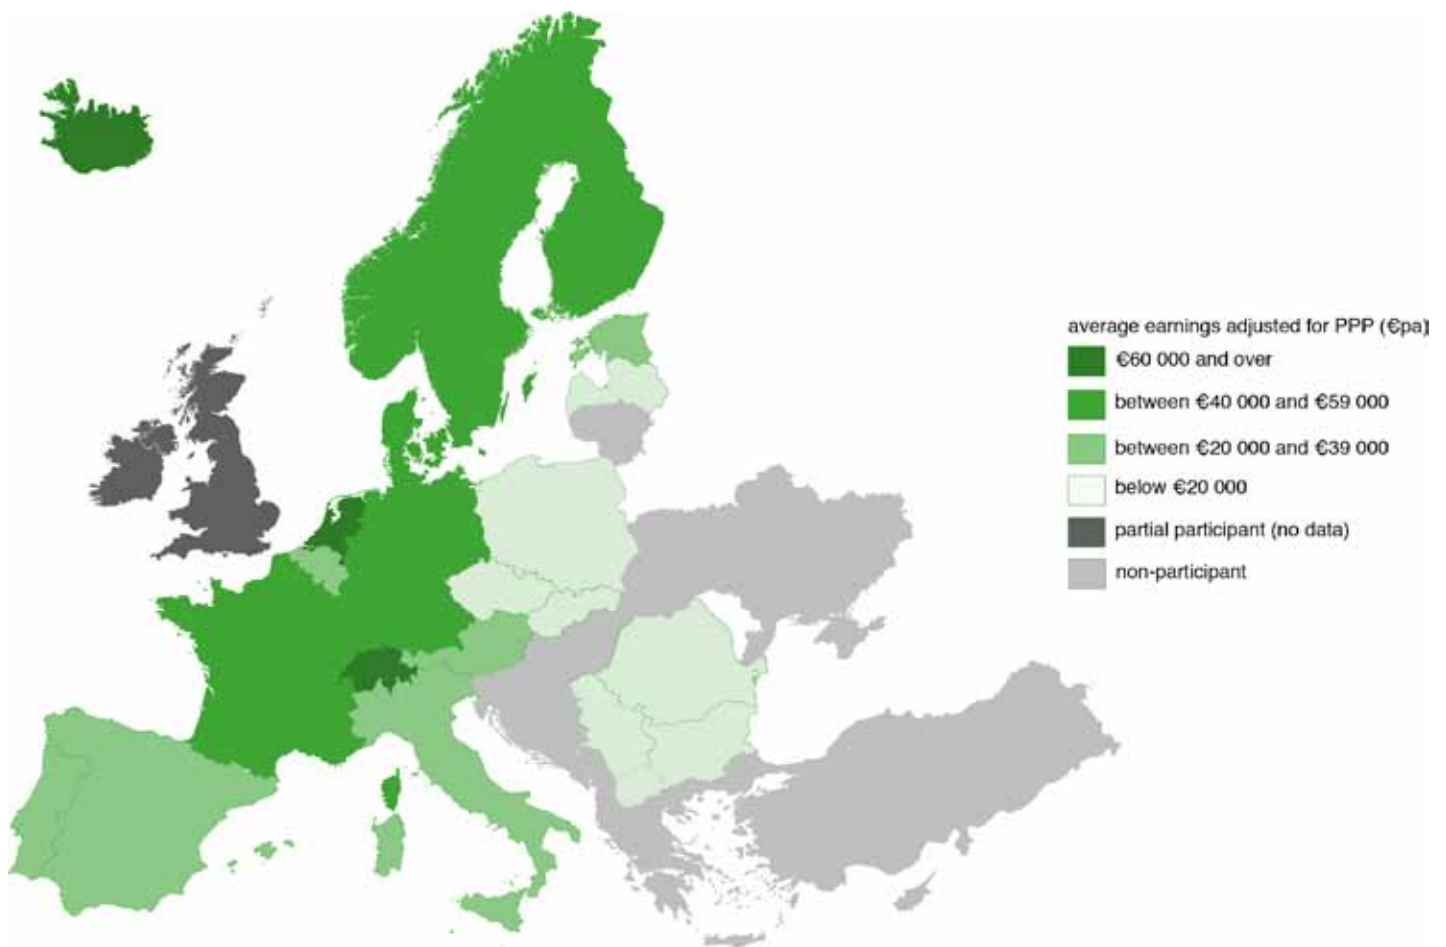 average earnings adjusted for PPP (€pa)
€60 000 and over
between €40 000 and €59 000
between €20 000 and €39 000
below €20 000
partial participant (no data)
non-participant